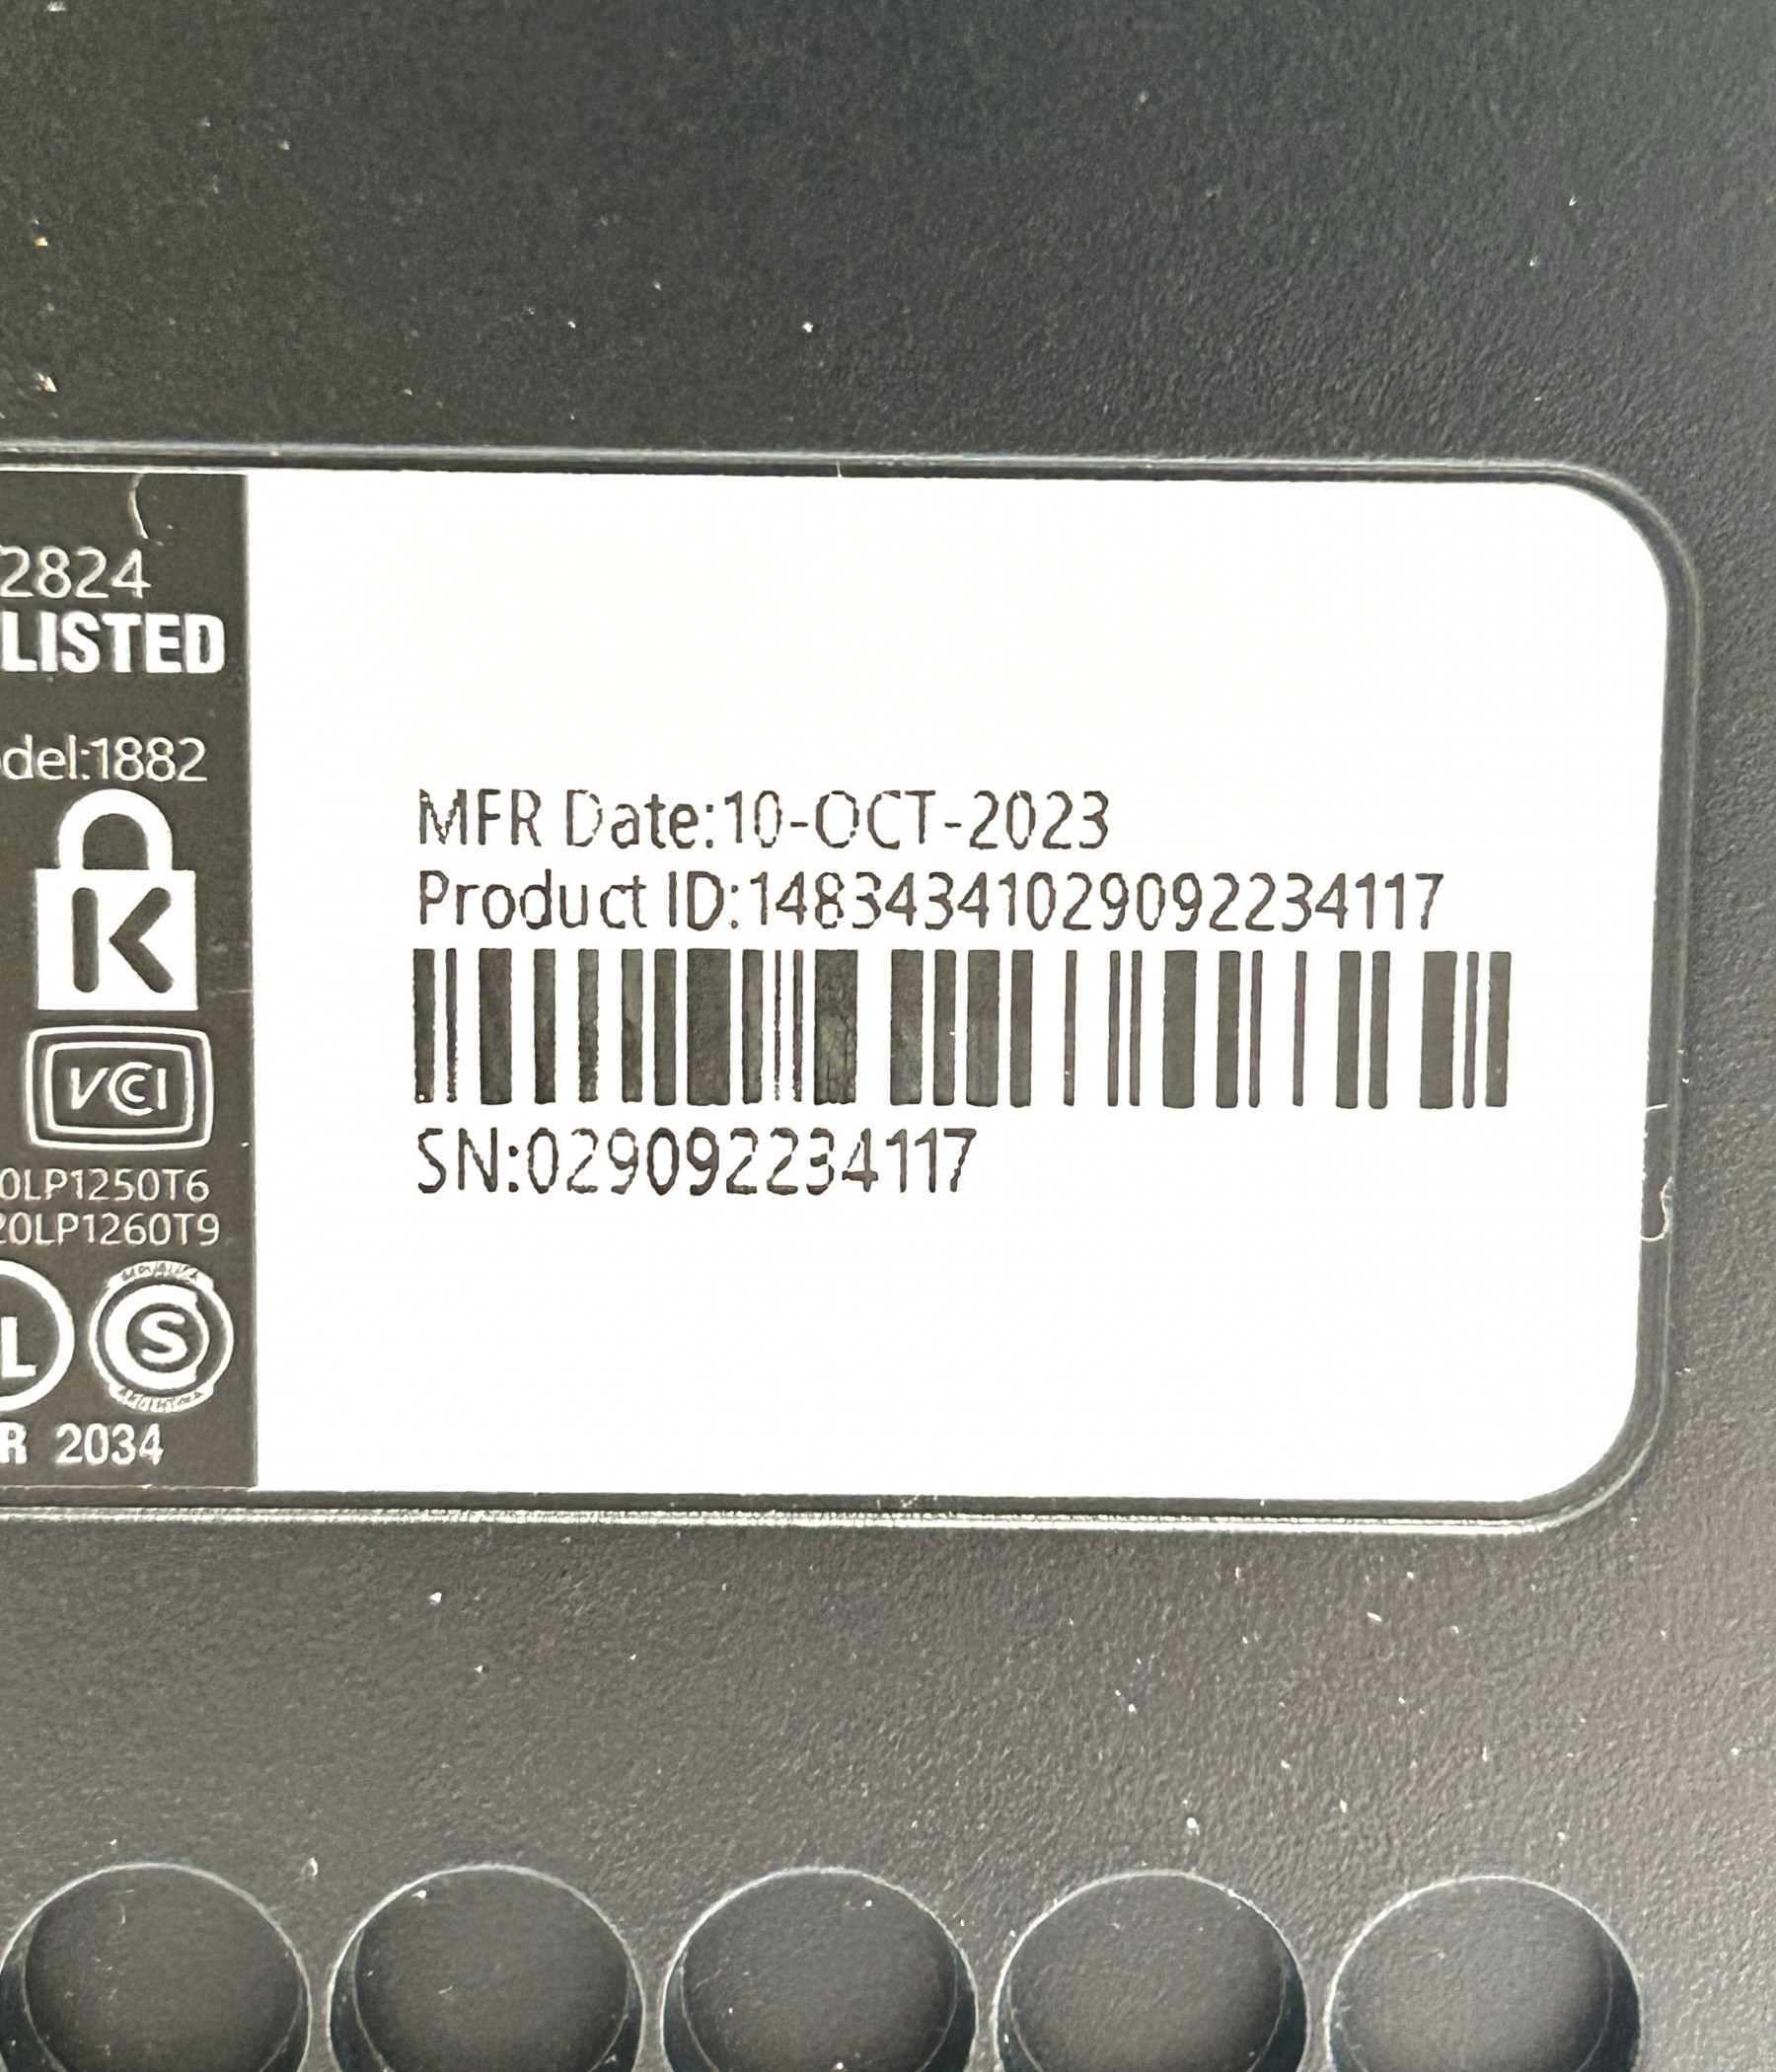 2824
LISTED
del:1882
K
VCI
0LP1250T6
20LP1260T9
L
S
R 2034
MFR Date:10-OCT-2023
Product ID:14834341029092234117
SN:029092234117